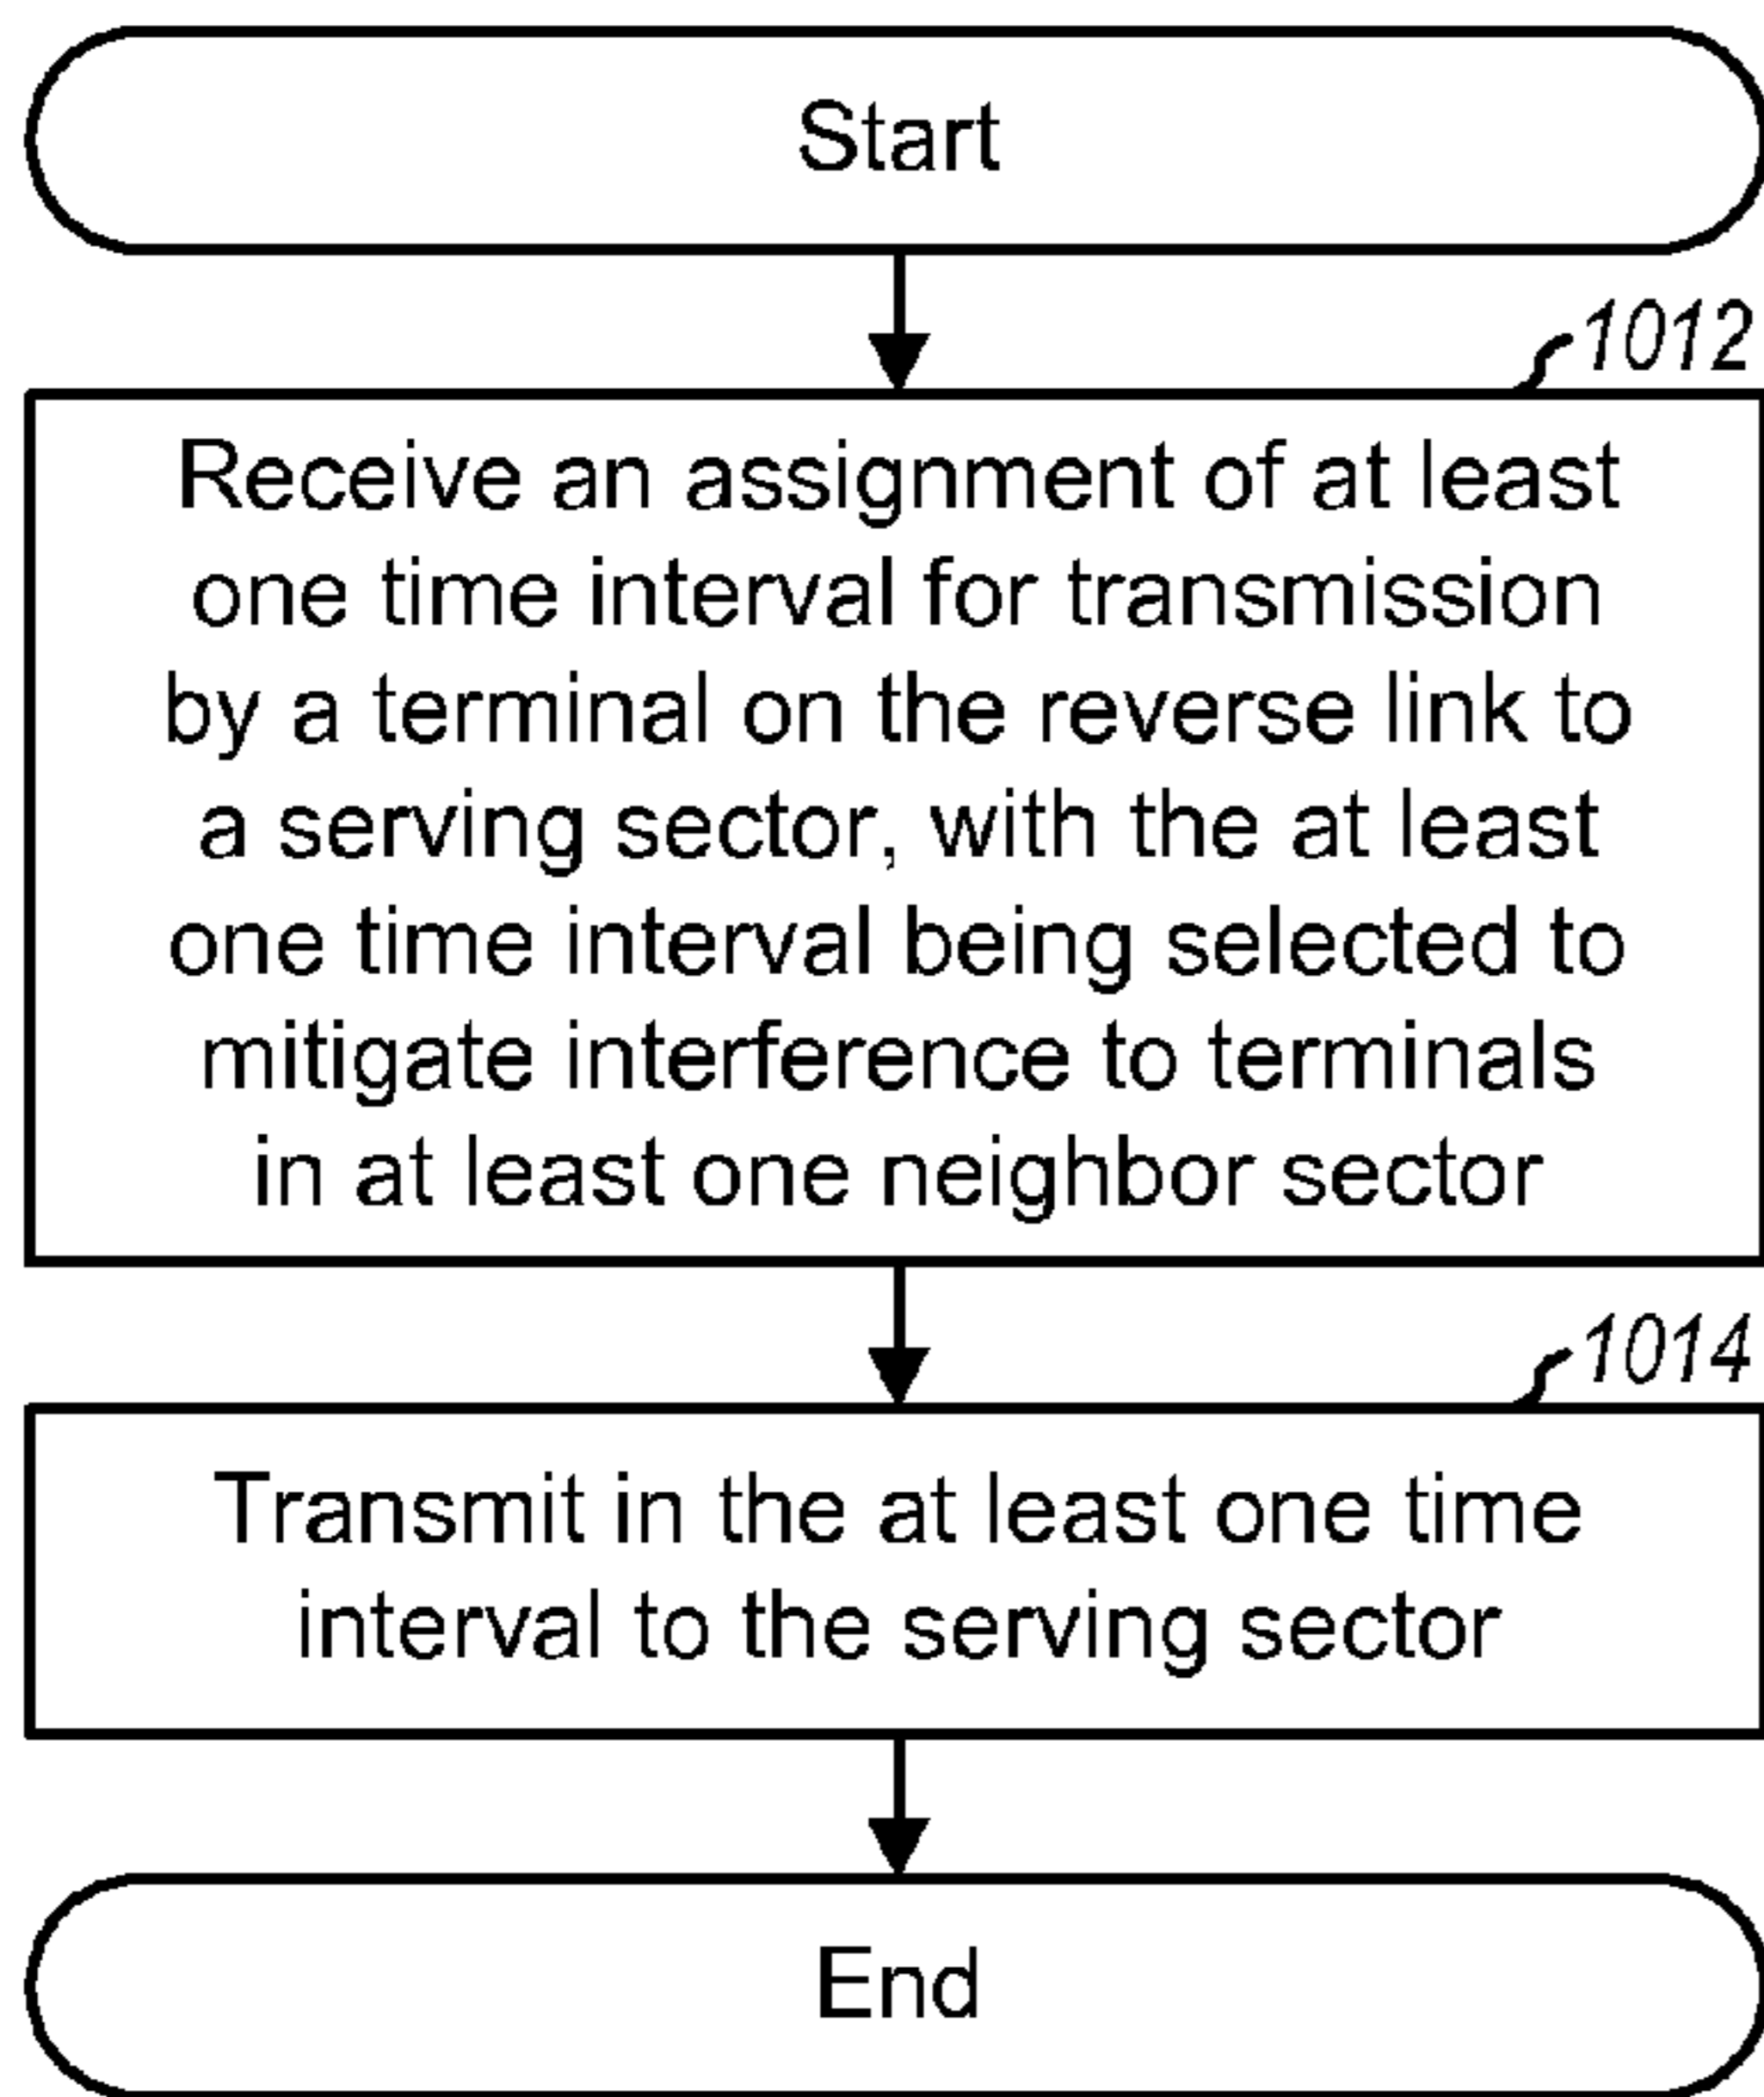 Start
1012
Receive an assignment of at least
one time interval for transmission
by a terminal on the reverse link to
a serving sector, with the at least
one time interval being selected to
mitigate interference to terminals
in at least one neighbor sector
1014
Transmit in the at least one time
interval to the serving sector
End